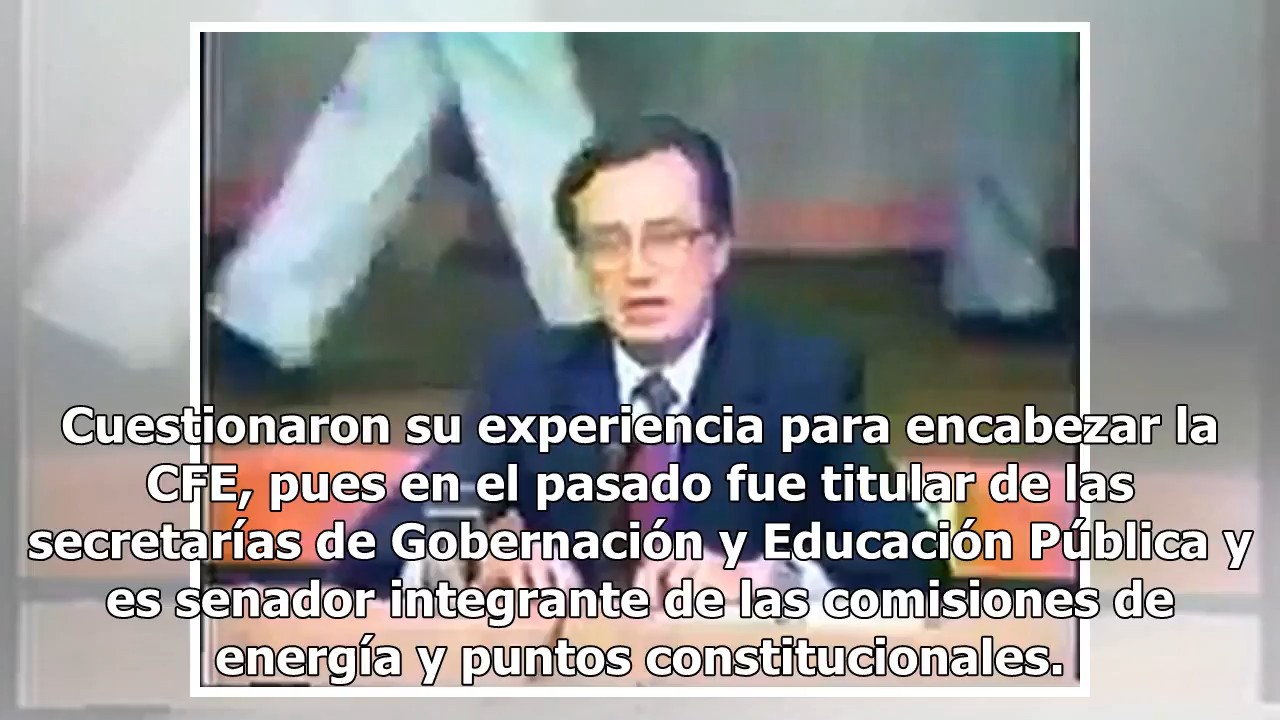 Cuestionaron su experiencia para encabezar la
CFE, pues en el pasado fue titular de las
secretarías de Gobernación y Educación Pública y
es senador integrante de las comisiones de
energía y puntos constitucionales.